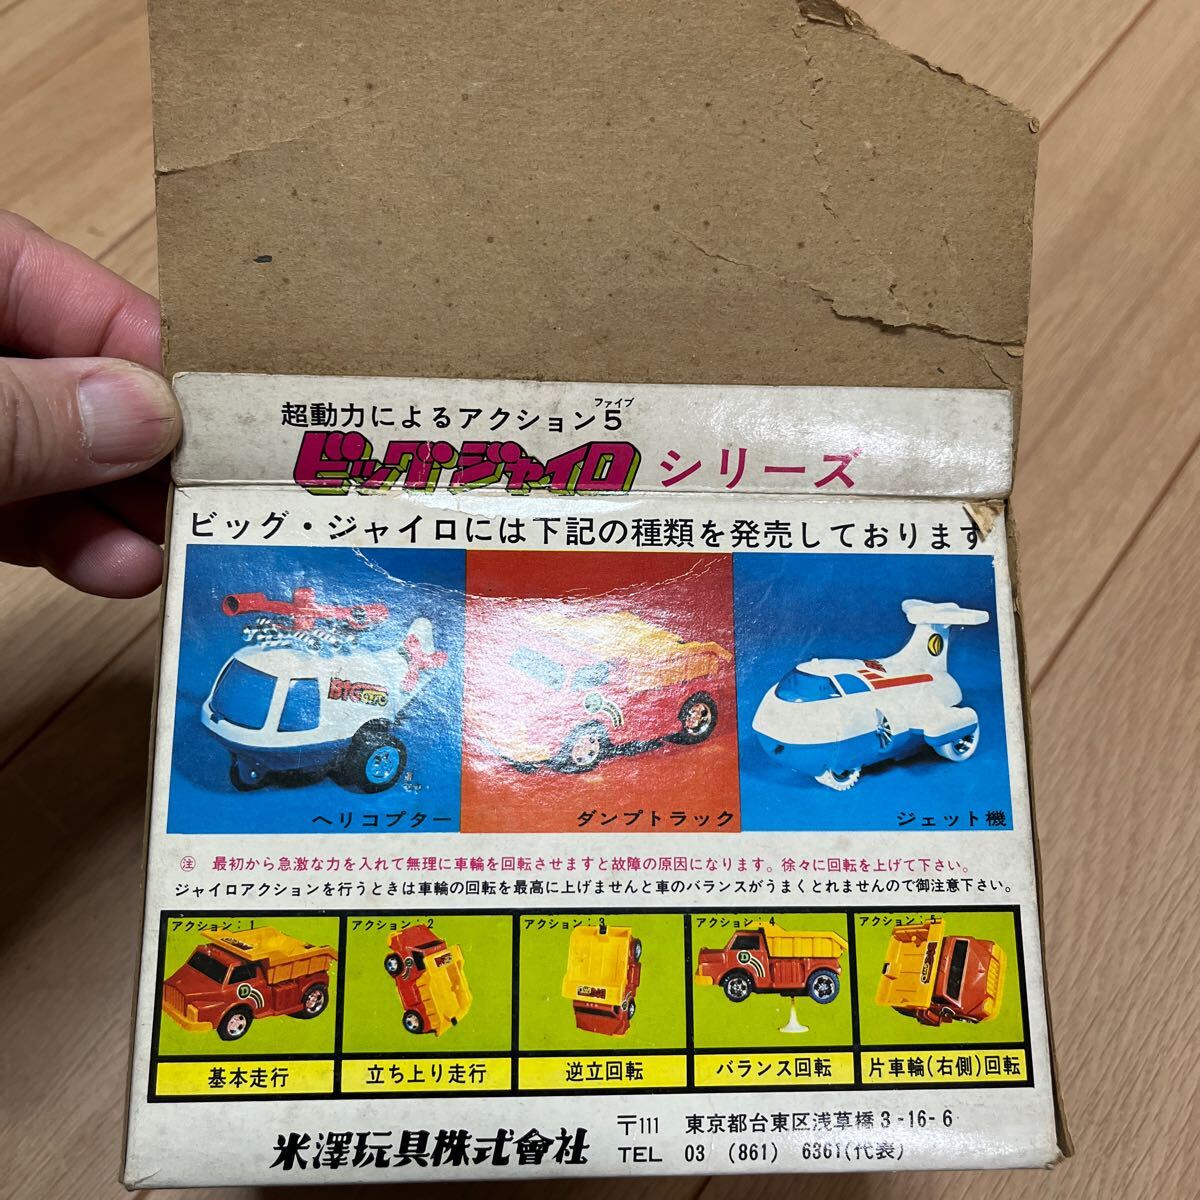 超動力によるアクション5
ファイブ
ビッグジャイロ シリーズ
ビッグ・ジャイロには下記の種類を発売しております
BIG
ヘリコプター
ダンプトラック
ジェット機
注 最初から急激な力を入れて無理に車輪を回転させますと故障の原因になります。徐々に回転を上げて下さい。
ジャイロアクションを行うときは車輪の回転を最高に上げませんと車のバランスがうまくとれませんので御注意下さい。
アクション:1
アクション:2
アクション:3
アクション:4
アクション:5
D
D
基本走行
立ち上り走行
逆立回転
バランス回転
片車輪(右側)回転
米澤玩具株式會社
〒111 東京都台東区浅草橋3-16-6
TEL 03 (861) 6361(代表)